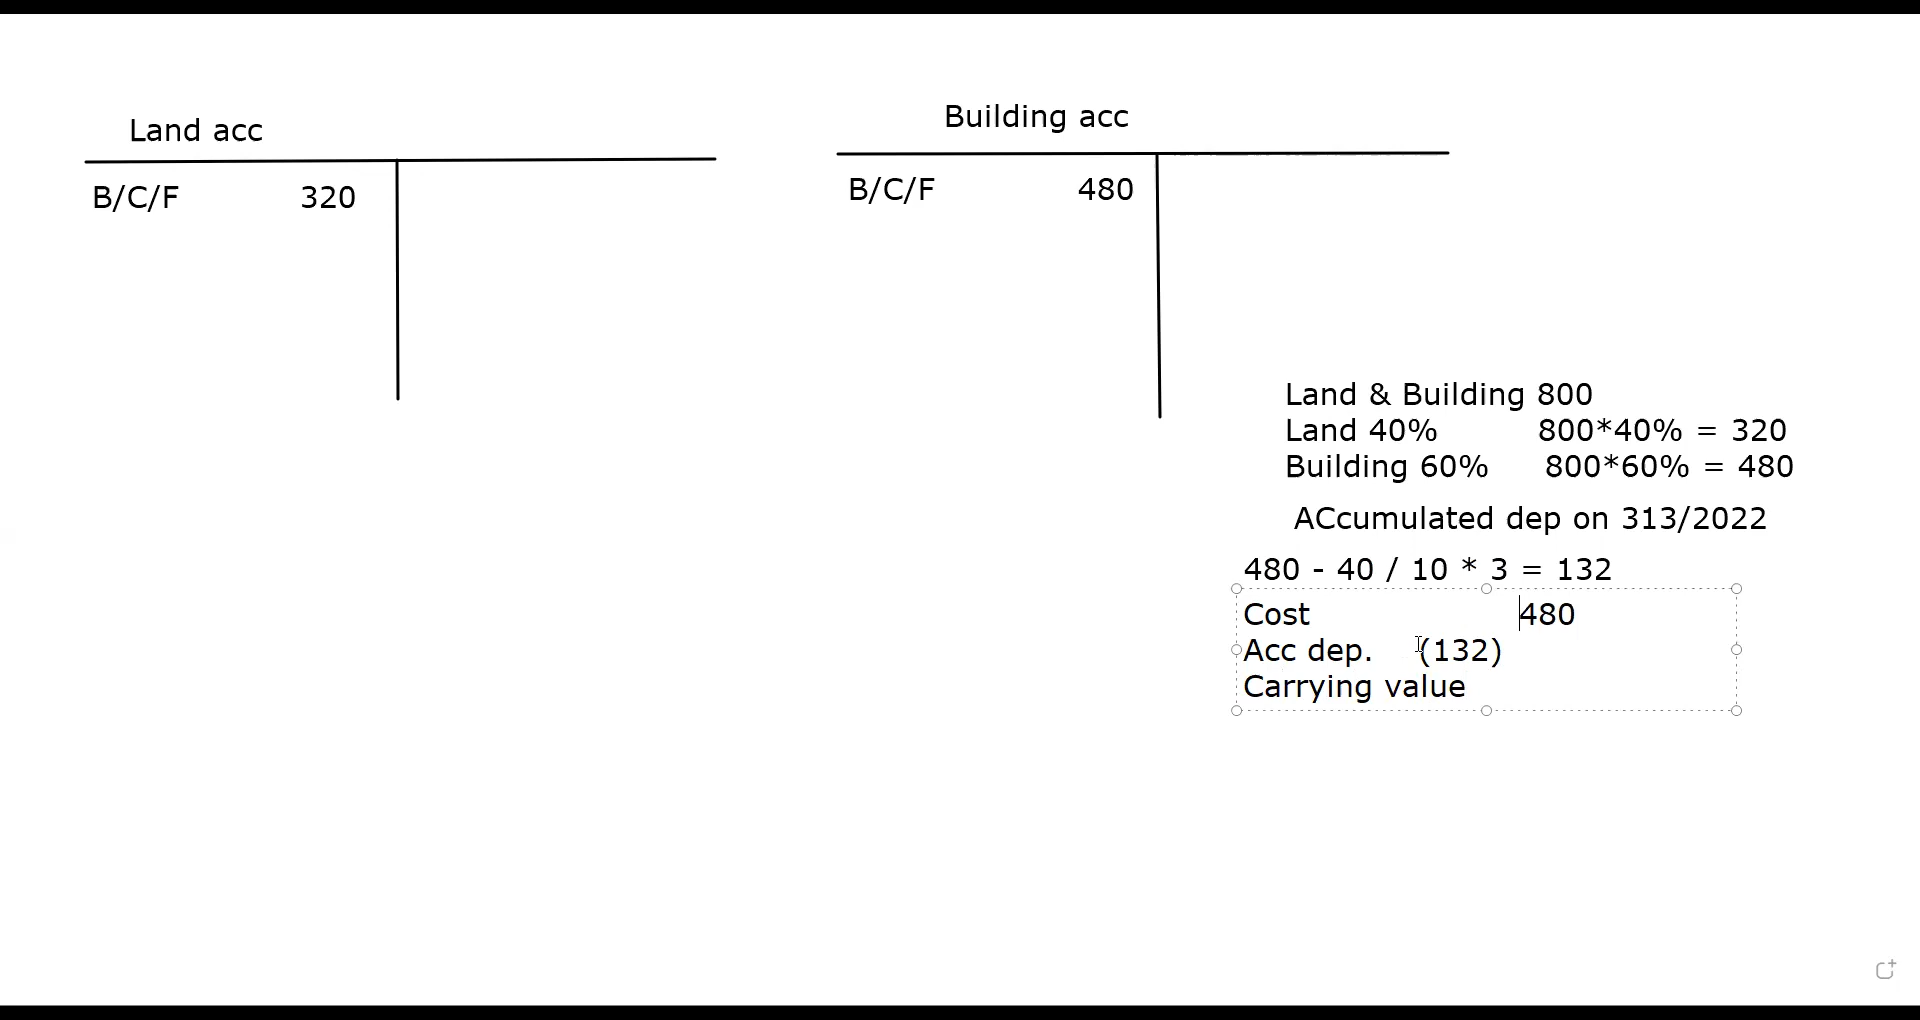 Land acc
B/C/F 320
Building acc
B/C/F 480
Land & Building 800
Land 40% 800*40% = 320
Building 60% 800*60% = 480
ACcumulated dep on 313/2022
480 - 40 / 10 * 3 = 132
Cost 480
Acc dep. (132)
Carrying value